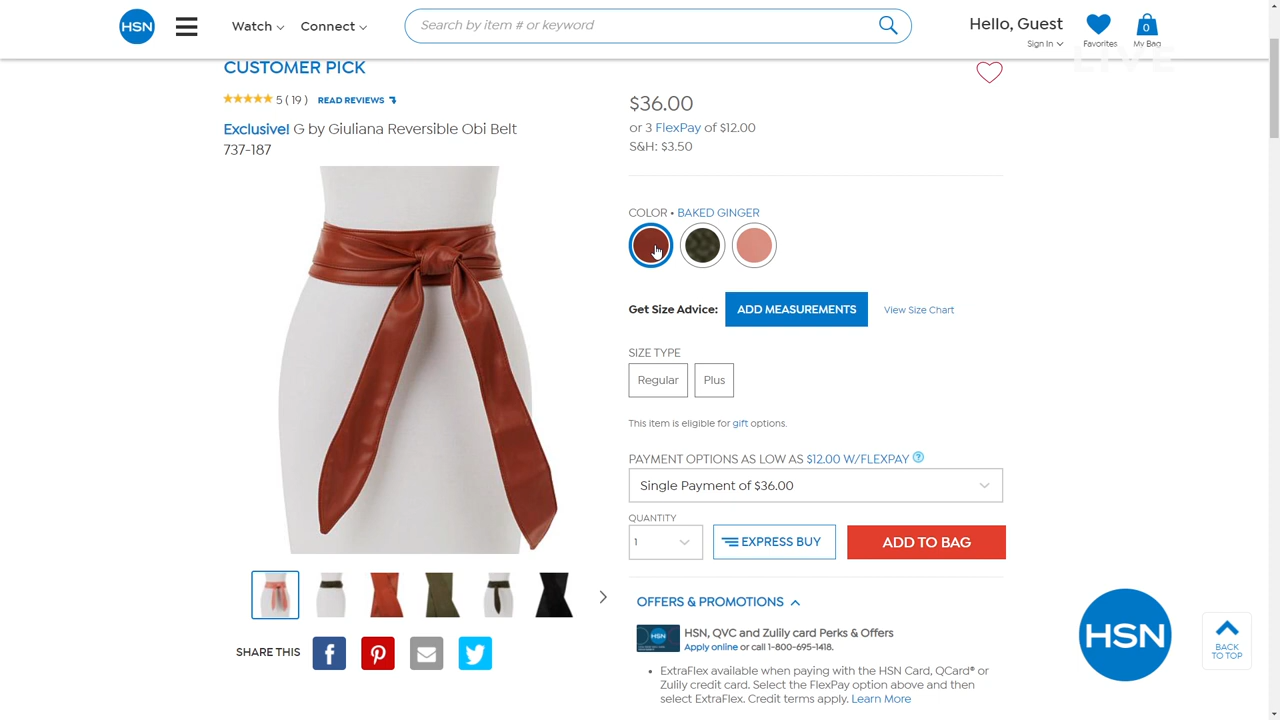 HSN
Watch
Connect
Search by item # or keyword
Hello, Guest
Sign In
Favorites
0
My Bag
LIVE
CUSTOMER PICK
5 ( 19 )
READ REVIEWS
Exclusive! G by Giuliana Reversible Obi Belt
737-187
$36.00
or 3 FlexPay of $12.00
S&H: $3.50
COLOR • BAKED GINGER
Get Size Advice:
ADD MEASUREMENTS
View Size Chart
SIZE TYPE
Regular
Plus
This item is eligible for gift options.
PAYMENT OPTIONS AS LOW AS $12.00 W/FLEXPAY ?
Single Payment of $36.00
QUANTITY
1
EXPRESS BUY
ADD TO BAG
OFFERS & PROMOTIONS
HSN
HSN, QVC and Zulily card Perks & Offers
Apply online or call 1-800-695-1418.
• ExtraFlex available when paying with the HSN Card, QCard® or
Zulily credit card. Select the FlexPay option above and then
select ExtraFlex. Credit terms apply. Learn More
SHARE THIS
HSN
BACK
TO TOP